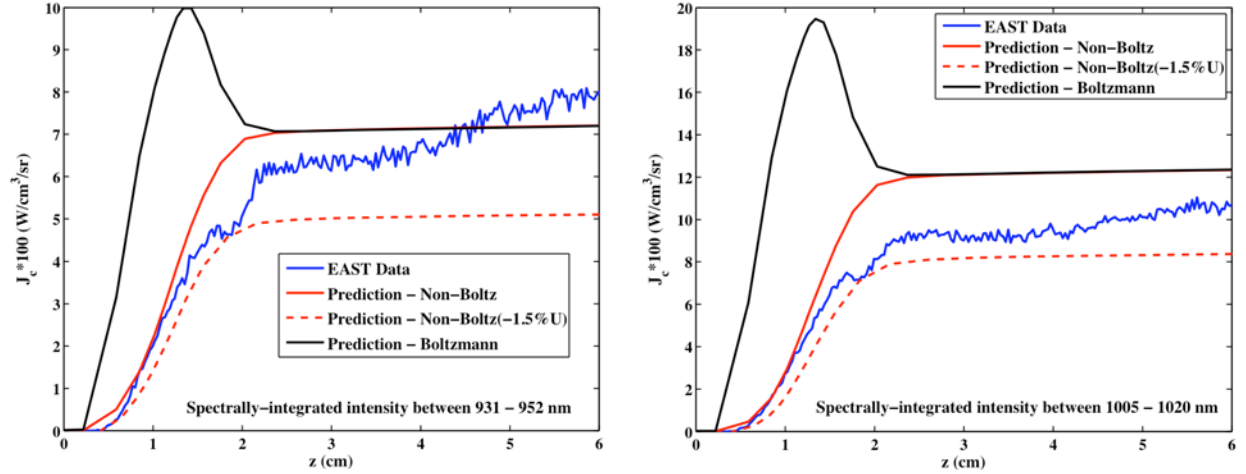 10
9
8
7
6
5
4
3
2
1
0
J_c*100 (W/cm^3/sr)
EAST Data
Prediction – Non-Boltz
Prediction – Non-Boltz(-1.5%U)
Prediction – Boltzmann
Spectrally-integrated intensity between 931 – 952 nm
0 1 2 3 4 5 6
z (cm)
20
18
16
14
12
10
8
6
4
2
0
J_c*100 (W/cm^3/sr)
EAST Data
Prediction – Non-Boltz
Prediction – Non-Boltz(-1.5%U)
Prediction – Boltzmann
Spectrally-integrated intensity between 1005 – 1020 nm
0 1 2 3 4 5 6
z (cm)